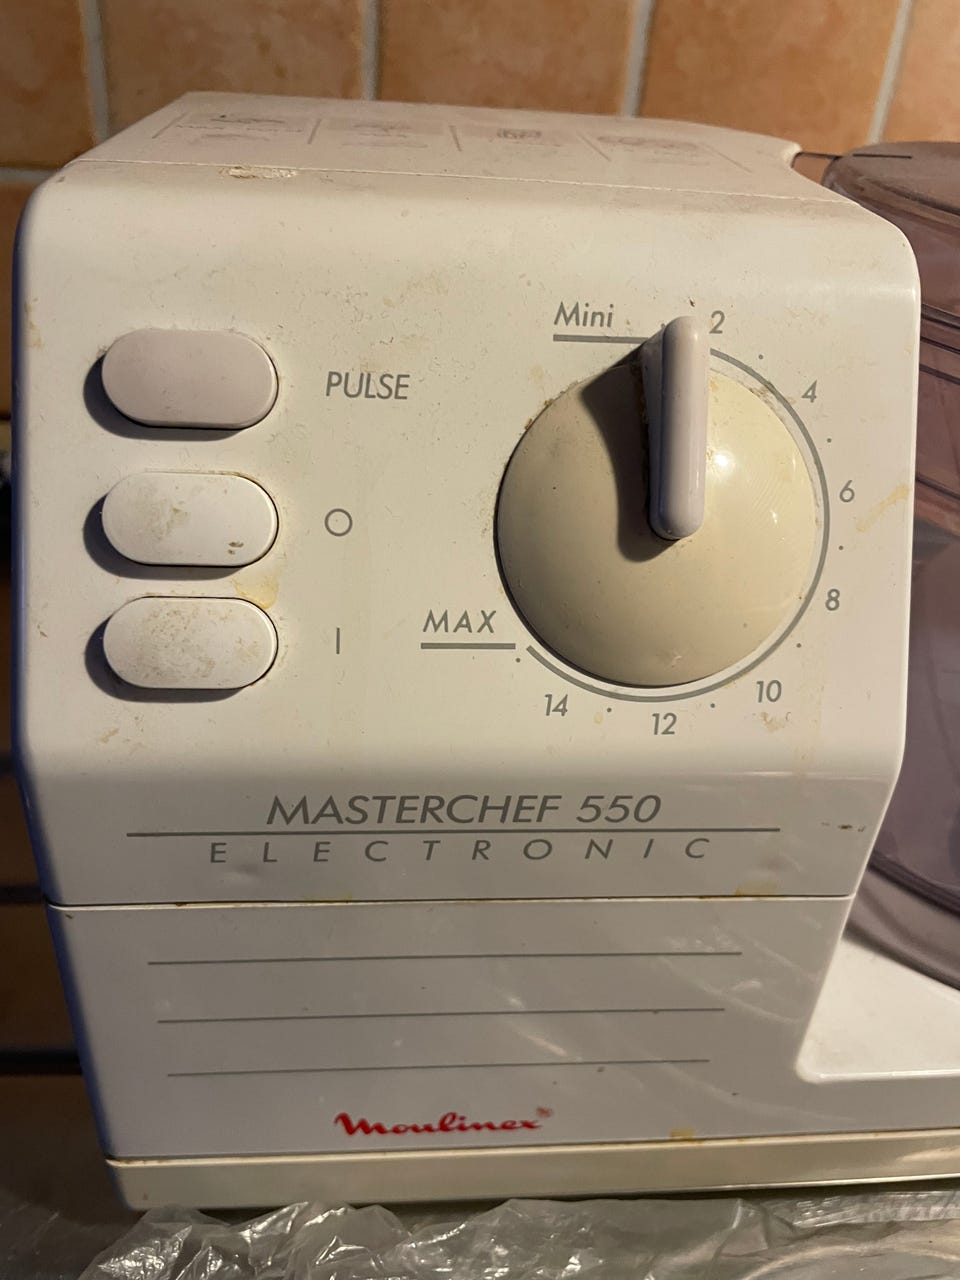 Mini
2
4
PULSE
6
O
8
MAX
I
10
14
12
MASTERCHEF 550
ELECTRONIC
Moulinex®